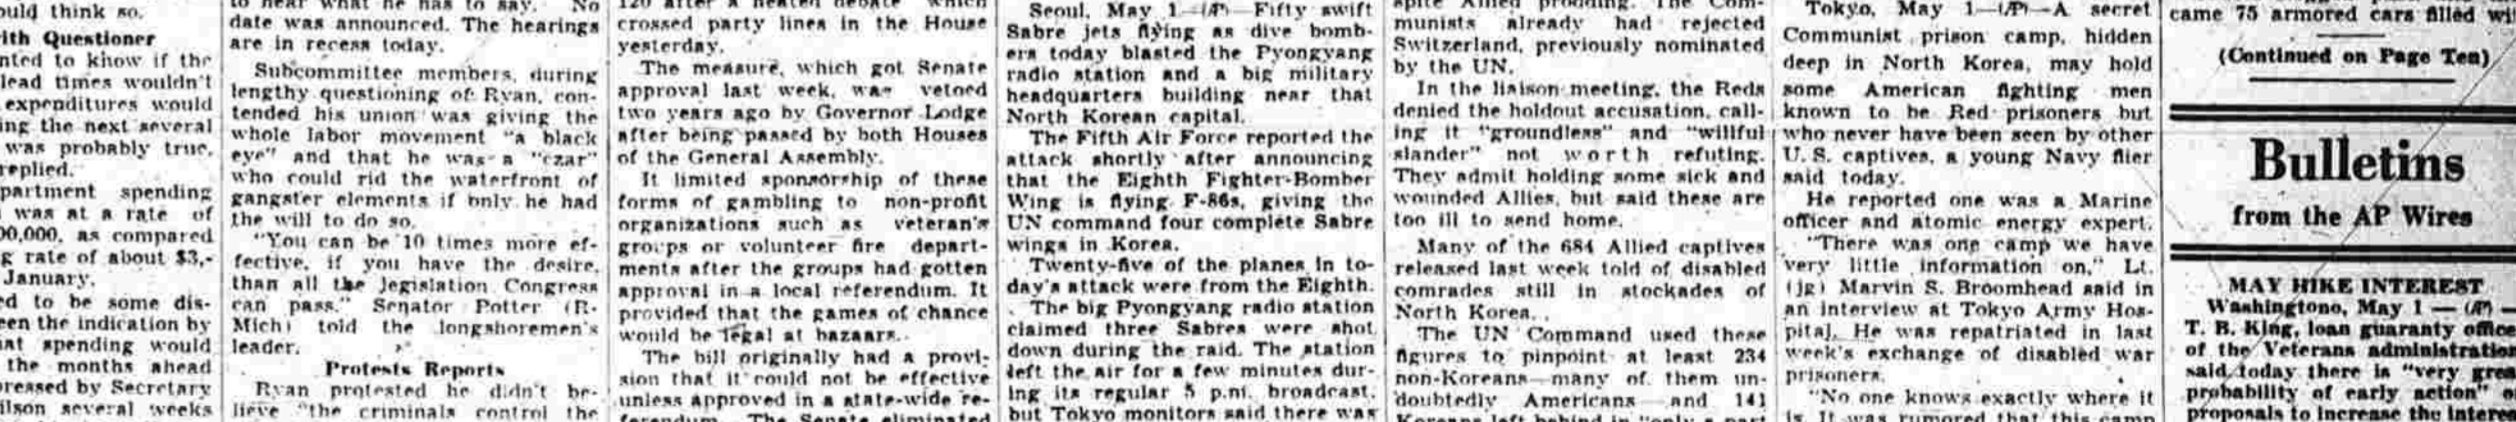 ould think so.
ith Questioner
nted to know if the
lead times wouldn't
expenditures would
ing the next several
was probably true,
replied.
partment spending
was at a rate of
00,000, as compared
g rate of about $3,-
January.
ed to be some dis-
een the indication by
at spending would
the months ahead
ressed by Secretary
ilson several weeks
to hear what he has to say. No
date was announced. The hearings
are in recess today.
Subcommittee members, during
lengthy questioning of Ryan, con-
tended his union was giving the
whole labor movement "a black
eye" and that he was a "czar"
who could rid the waterfront of
gangster elements if only he had
the will to do so.
"You can be 10 times more ef-
fective, if you have the desire,
than all the legislation Congress
can pass." Senator Potter (R-
Mich) told the longshoremen's
leader.
Protests Reports
Ryan protested he didn't be-
lieve "the criminals control the
120 after a heated debate which
crossed party lines in the House
yesterday.
The measure, which got Senate
approval last week, was vetoed
two years ago by Governor Lodge
after being passed by both Houses
of the General Assembly.
It limited sponsorship of these
forms of gambling to non-profit
organizations such as veteran's
groups or volunteer fire depart-
ments after the groups had gotten
approval in a local referendum. It
provided that the games of chance
would be legal at bazaars.
The bill originally had a provi-
sion that it could not be effective
unless approved in a state-wide re-
ferendum. The Senate eliminated
Seoul, May 1—(AP)—Fifty swift
Sabre jets flying as dive bomb-
ers today blasted the Pyongyang
radio station and a big military
headquarters building near that
North Korean capital.
The Fifth Air Force reported the
attack shortly after announcing
that the Eighth Fighter-Bomber
Wing is flying F-86s, giving the
UN command four complete Sabre
wings in Korea.
Twenty-five of the planes in to-
day's attack were from the Eighth.
The big Pyongyang radio station
claimed three Sabres were shot
down during the raid. The station
left the air for a few minutes dur-
ing its regular 5 p.m. broadcast,
but Tokyo monitors said there was
spite Allied prodding. The Com-
munists already had rejected
Switzerland, previously nominated
by the UN.
In the liaison meeting, the Reds
denied the holdout accusation, call-
ing it "groundless" and "willful
slander" not worth refuting.
They admit holding some sick and
wounded Allies, but said these are
too ill to send home.
Many of the 684 Allied captives
released last week told of disabled
comrades still in stockades of
North Korea.
The UN Command used these
figures to pinpoint at least 234
non-Koreans—many of them un-
doubtedly Americans—and 141
Koreans left behind in "only a part
Tokyo, May 1—(AP)—A secret
Communist prison camp, hidden
deep in North Korea, may hold
some American fighting men
known to be Red prisoners but
who never have been seen by other
U. S. captives, a young Navy flier
said today.
He reported one was a Marine
officer and atomic energy expert.
"There was one camp we have
very little information on," Lt.
(jg) Marvin S. Broomhead said in
an interview at Tokyo Army Hos-
pital. He was repatriated in last
week's exchange of disabled war
prisoners.
"No one knows exactly where it
is. It was rumored that this camp
came 75 armored cars filled wi
(Continued on Page Ten)
Bulletins
from the AP Wires
MAY HIKE INTEREST
Washingtono, May 1 — (AP) —
T. B. King, loan guaranty office
of the Veterans administration
said today there is "very grea
probability of early action" o
proposals to increase the interes